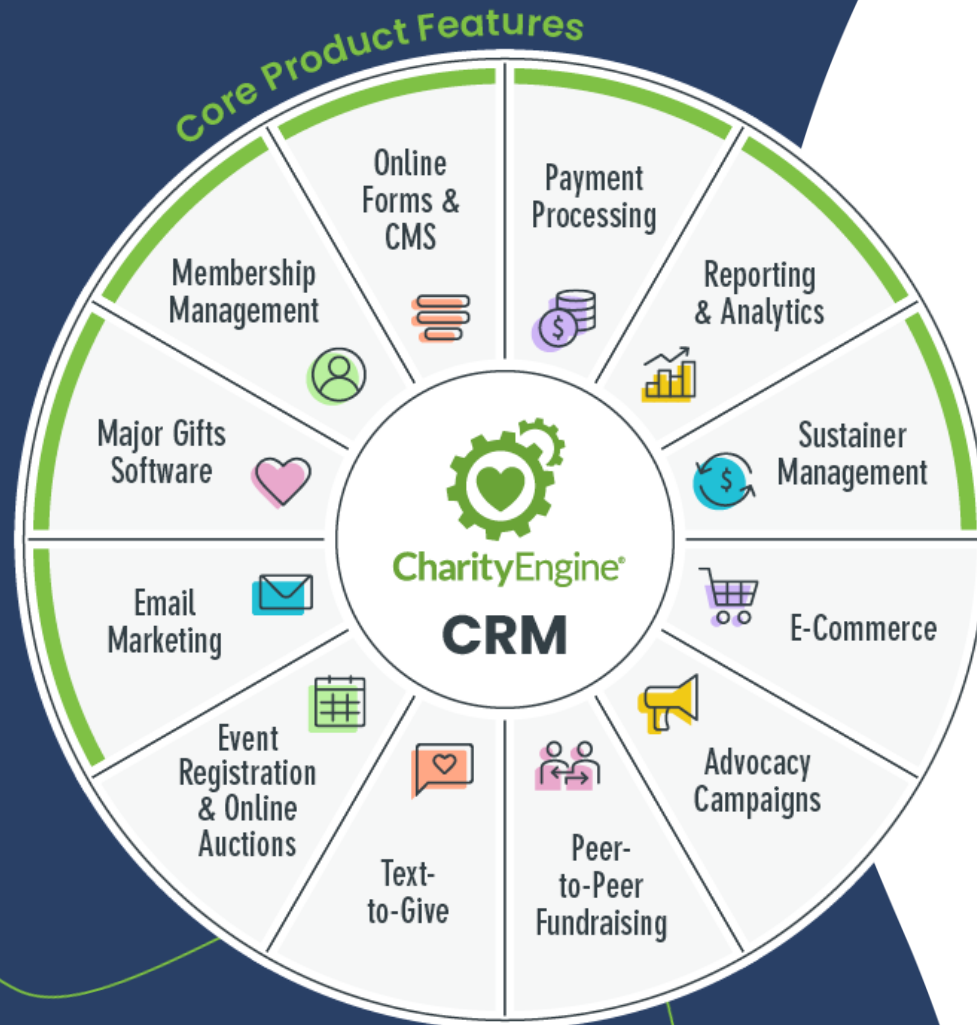 Core Product Features
Online
Forms &
CMS
Payment
Processing
Reporting
& Analytics
Sustainer
Management
E-Commerce
Advocacy
Campaigns
Peer-
to-Peer
Fundraising
Text-
to-Give
Event
Registration
& Online
Auctions
Email
Marketing
Major Gifts
Software
Membership
Management
$
$
CharityEngine®
CRM